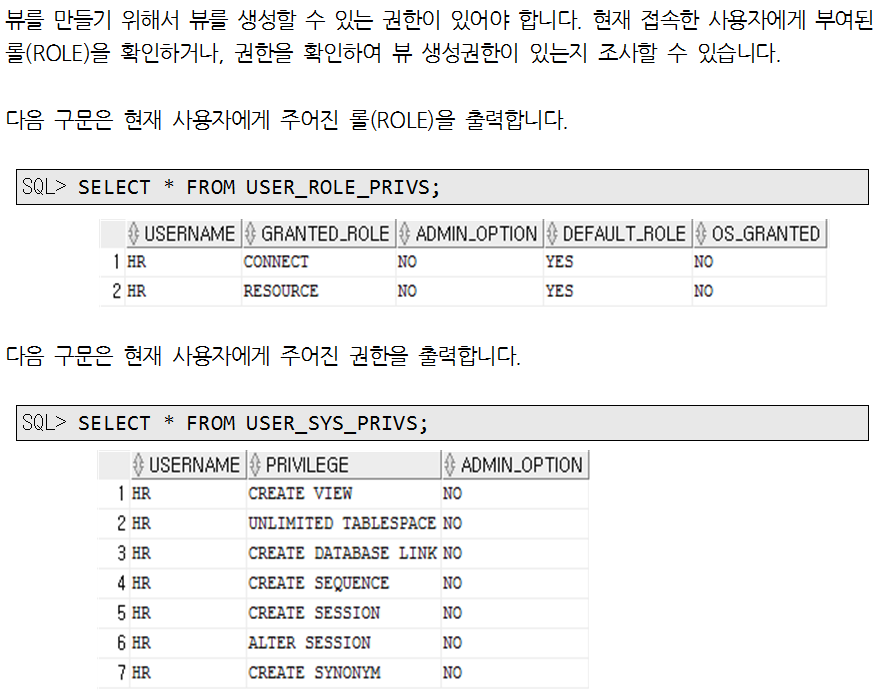 뷰를 만들기 위해서 뷰를 생성할 수 있는 권한이 있어야 합니다. 현재 접속한 사용자에게 부여된
롤(ROLE)을 확인하거나, 권한을 확인하여 뷰 생성권한이 있는지 조사할 수 있습니다.
다음 구문은 현재 사용자에게 주어진 롤(ROLE)을 출력합니다.
SQL> SELECT * FROM USER_ROLE_PRIVS;
USERNAME GRANTED_ROLE ADMIN_OPTION DEFAULT_ROLE OS_GRANTED
1 HR CONNECT NO YES NO
2 HR RESOURCE NO YES NO
다음 구문은 현재 사용자에게 주어진 권한을 출력합니다.
SQL> SELECT * FROM USER_SYS_PRIVS;
USERNAME PRIVILEGE ADMIN_OPTION
1 HR CREATE VIEW NO
2 HR UNLIMITED TABLESPACE NO
3 HR CREATE DATABASE LINK NO
4 HR CREATE SEQUENCE NO
5 HR CREATE SESSION NO
6 HR ALTER SESSION NO
7 HR CREATE SYNONYM NO